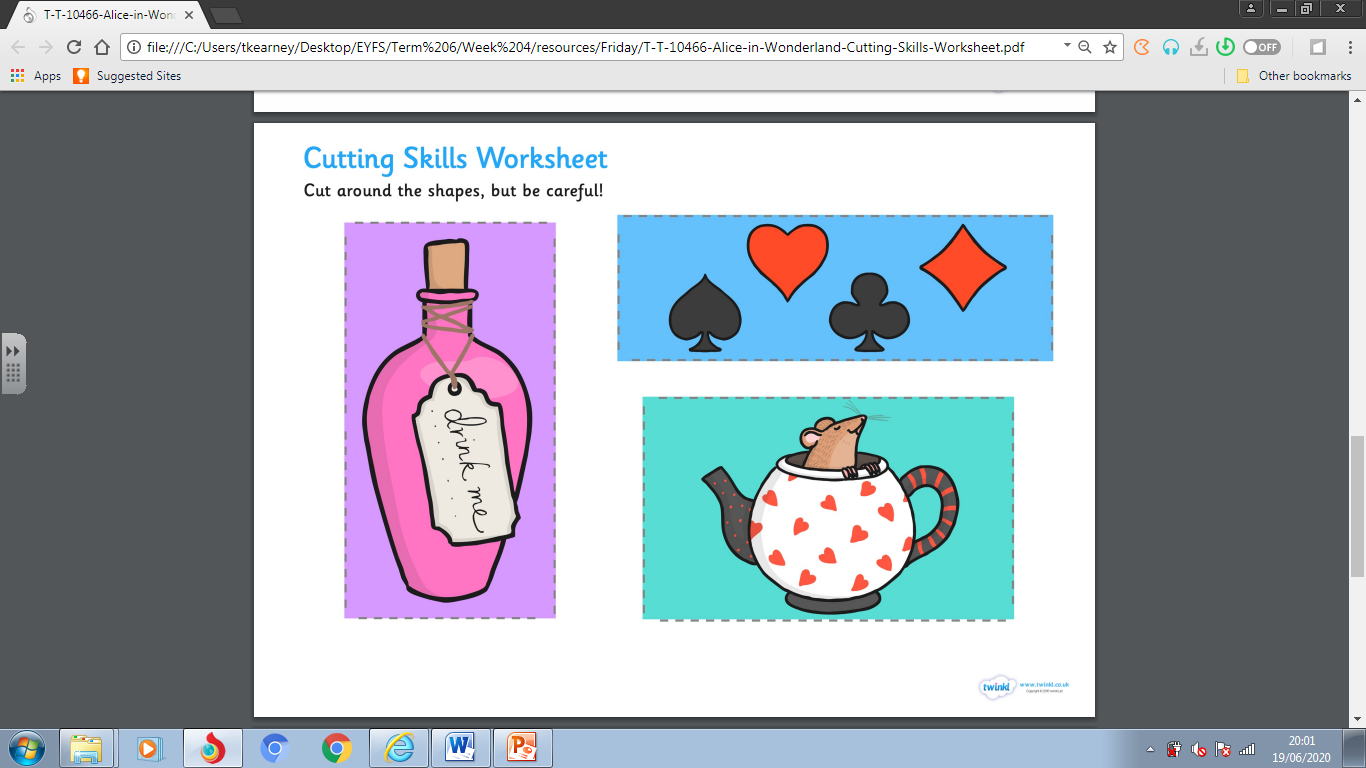 T-T-10466-Alice-in-Wond
file:///C:/Users/tkearney/Desktop/EYFS/Term%206/Week%204/resources/Friday/T-T-10466-Alice-in-Wonderland-Cutting-Skills-Worksheet.pdf
OFF
Apps
Suggested Sites
Other bookmarks
Cutting Skills Worksheet
Cut around the shapes, but be careful!
drink me
twinkl
www.twinkl.co.uk
20:01
19/06/2020